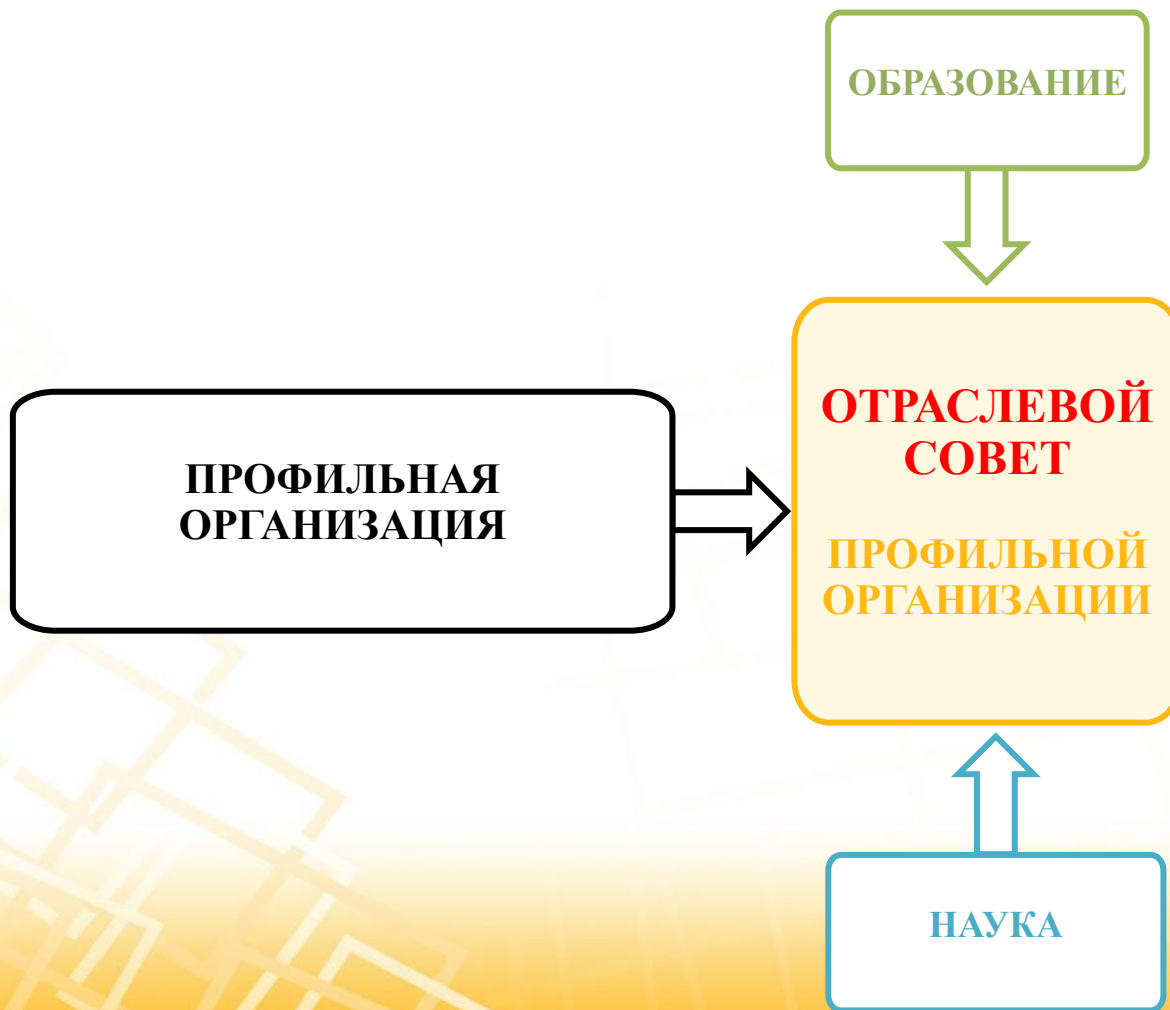 ОБРАЗОВАНИЕ
ПРОФИЛЬНАЯ
ОРГАНИЗАЦИЯ
ОТРАСЛЕВОЙ
СОВЕТ
ПРОФИЛЬНОЙ
ОРГАНИЗАЦИИ
НАУКА